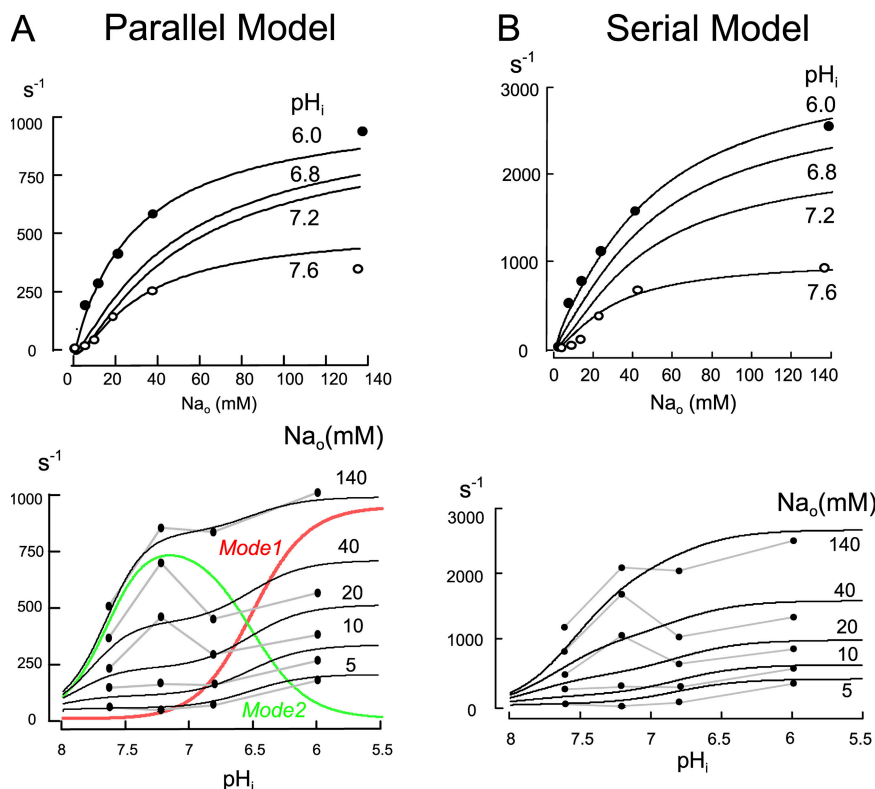 A Parallel Model
s⁻¹
pHᵢ
1000
6.0
750
6.8
500
7.2
250
7.6
0
0 20 40 60 80 100 120 140
Naₒ (mM)
B Serial Model
s⁻¹
pHᵢ
3000
6.0
2000
6.8
7.2
1000
7.6
0
0 20 40 60 80 100 120 140
Naₒ (mM)
Naₒ(mM)
s⁻¹
140
1000
Mode1
750
40
500
20
10
250
5
Mode2
0
8 7.5 7 6.5 6 5.5
pHᵢ
s⁻¹
Naₒ(mM)
3000
140
2000
40
1000
20
10
5
0
8 7.5 7 6.5 6 5.5
pHᵢ